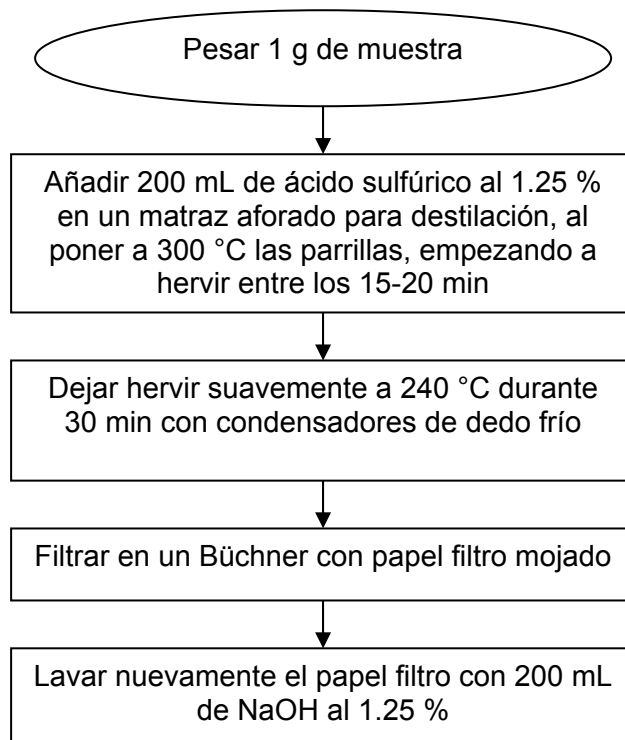 Pesar 1 g de muestra
Añadir 200 mL de ácido sulfúrico al 1.25 %
en un matraz aforado para destilación, al
poner a 300 °C las parrillas, empezando a
hervir entre los 15-20 min
Dejar hervir suavemente a 240 °C durante
30 min con condensadores de dedo frío
Filtrar en un Büchner con papel filtro mojado
Lavar nuevamente el papel filtro con 200 mL
de NaOH al 1.25 %